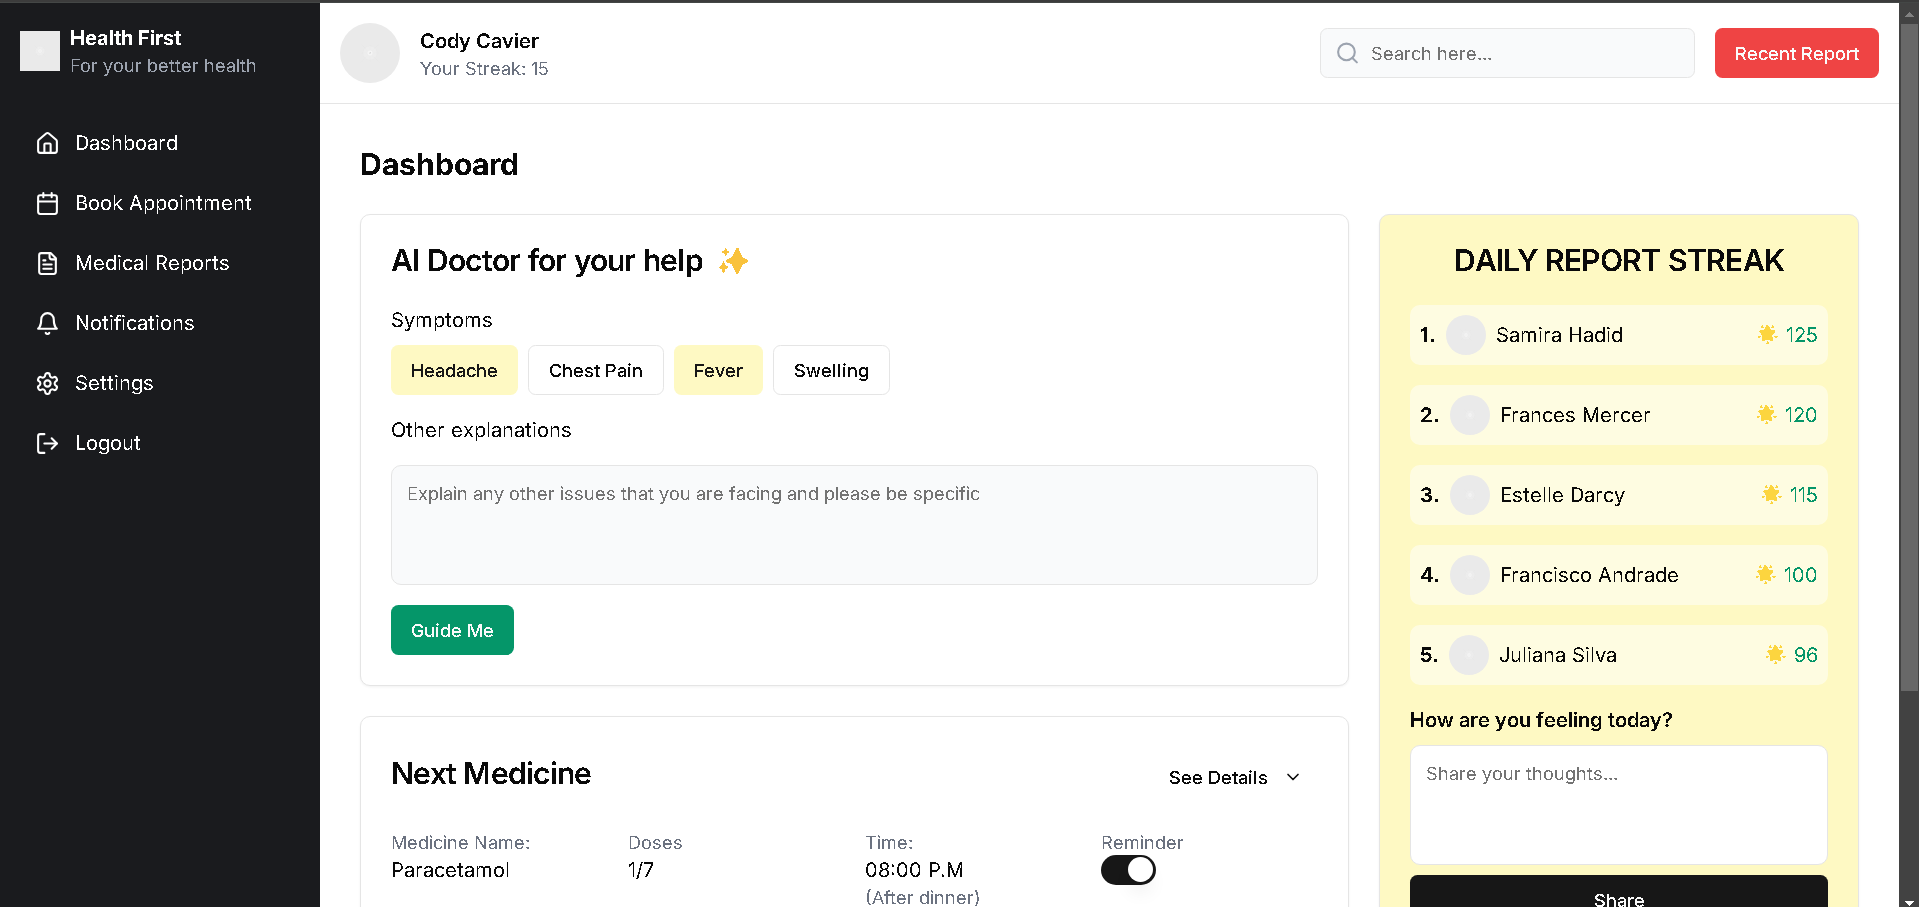 Health First
For your better health
Dashboard
Book Appointment
Medical Reports
Notifications
Settings
Logout
Cody Cavier
Your Streak: 15
Search here...
Recent Report
Dashboard
AI Doctor for your help ✨
Symptoms
Headache Chest Pain Fever Swelling
Other explanations
Explain any other issues that you are facing and please be specific
Guide Me
Next Medicine
See Details
Medicine Name: Doses Time: Reminder
Paracetamol 1/7 08:00 P.M
(After dinner)
DAILY REPORT STREAK
1. Samira Hadid 🌟 125
2. Frances Mercer 🌟 120
3. Estelle Darcy 🌟 115
4. Francisco Andrade 🌟 100
5. Juliana Silva 🌟 96
How are you feeling today?
Share your thoughts...
Share